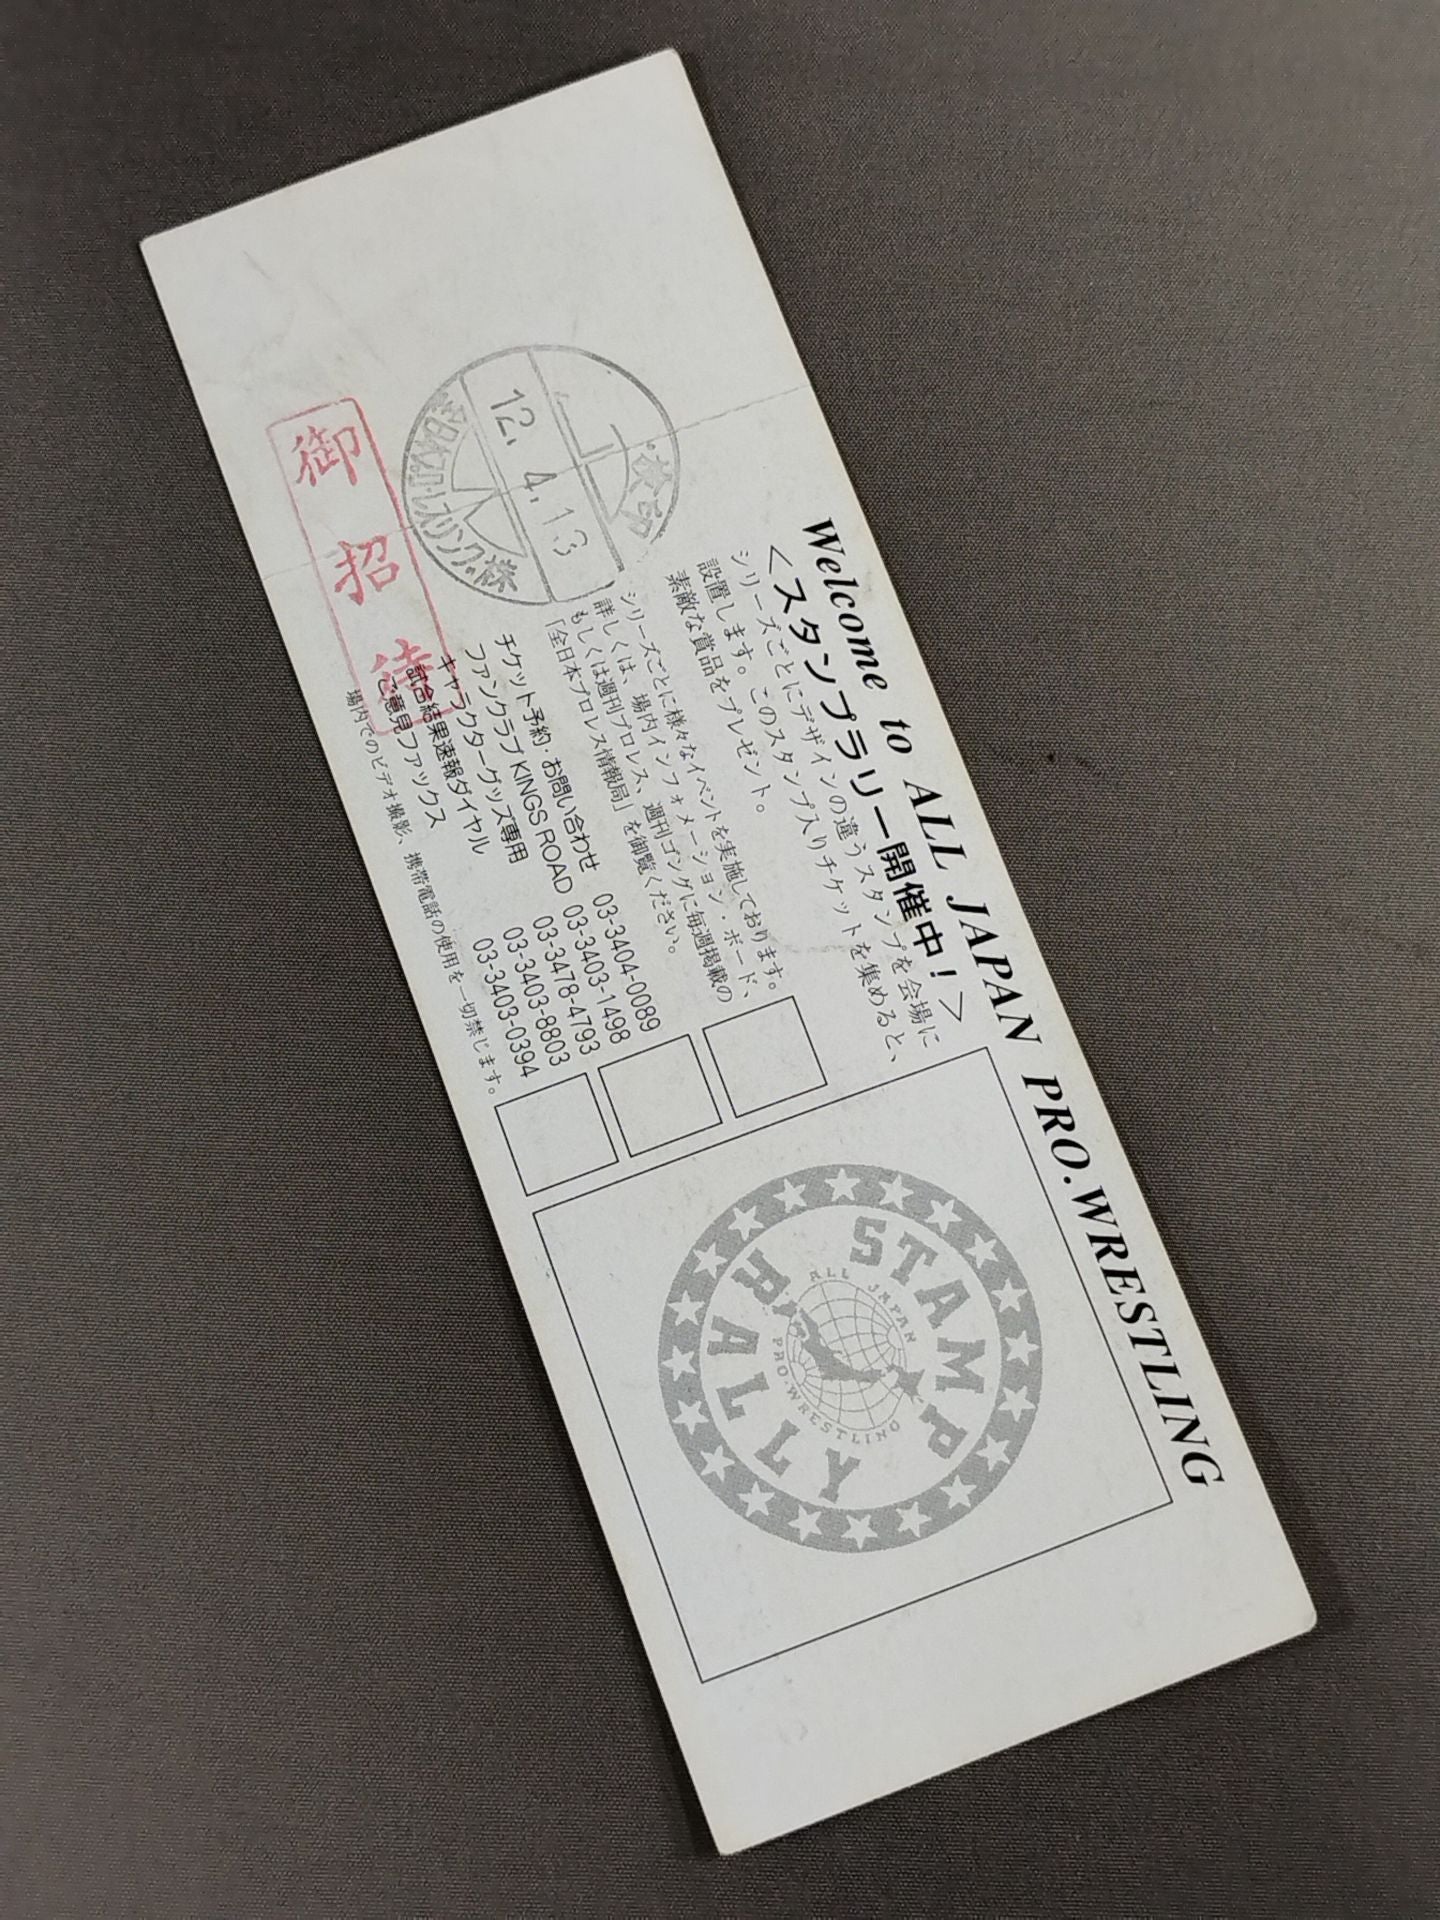 Welcome to ALL JAPAN PRO.WRESTLING
<スタンプラリー開催中!>
シリーズごとにデザインの違うスタンプを会場に
設置します。このスタンプ入りチケットを集めると、
素敵な賞品をプレゼント。
シリーズごとに様々なイベントを実施しております。
詳しくは、場内インフォメーション・ボード、
もしくは週刊プロレス、週刊ゴングに毎週掲載の
「全日本プロレス情報局」を御覧ください。
チケット予約・お問い合わせ 03-3404-0089
ファンクラブ KINGS ROAD 03-3403-1498
キャラクターグッズ専用 03-3478-4793
試合結果速報ダイヤル 03-3403-8803
ご意見ファックス 03-3403-0394
場内でのビデオ撮影、携帯電話の使用を一切禁じます。
12.4.13
全日本プロ・レスリング・株
御招待
STAMP
RALLY
ALL JAPAN
PRO.WRESTLING